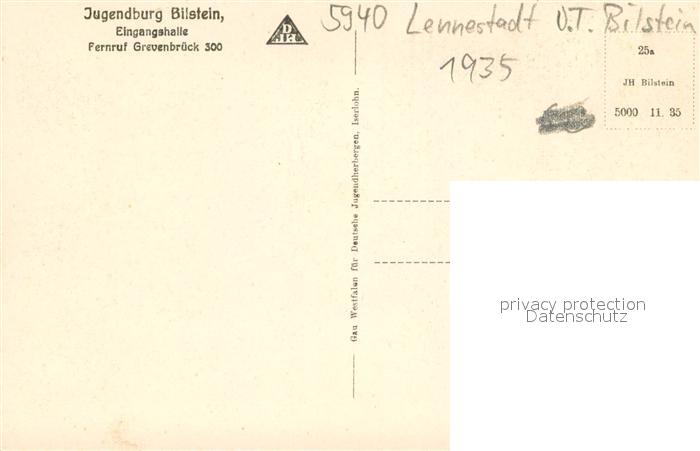 Jugendburg Bilstein,
Eingangshalle
Fernruf Grevenbrück 300
DJH
5940 Lennestadt O.T. Bilstein
1935
25a
JH Bilstein
5000 11. 35
Gau Westfalen für Deutsche Jugendherbergen, Iserlohn.
privacy protection
Datenschutz